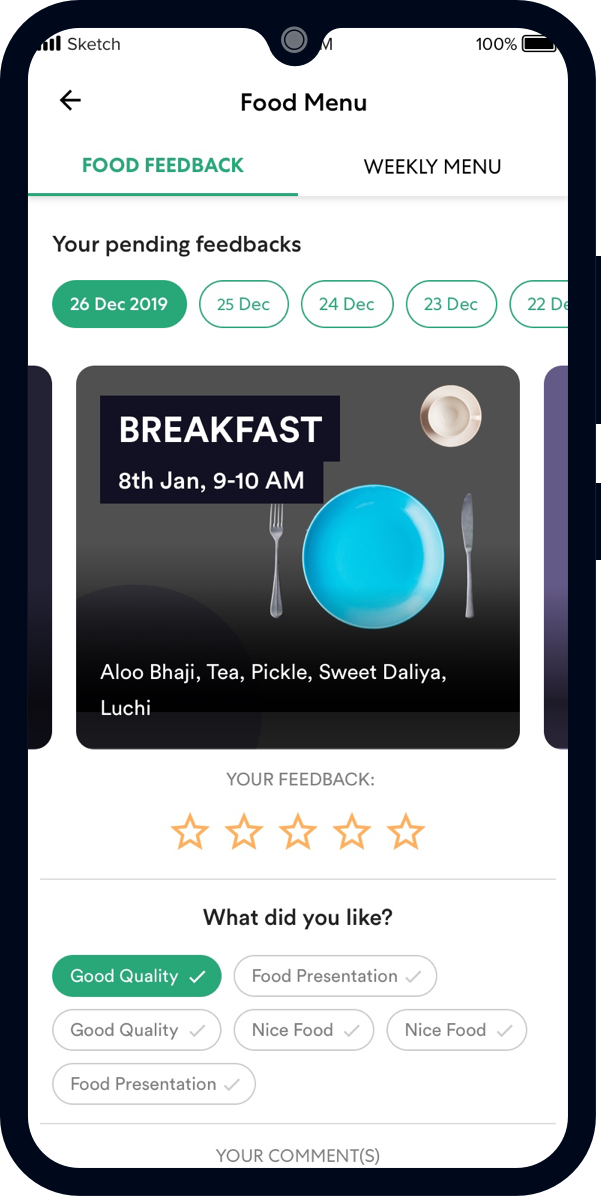 Sketch M 100%
Food Menu
FOOD FEEDBACK WEEKLY MENU
Your pending feedbacks
26 Dec 2019 25 Dec 24 Dec 23 Dec 22 De
BREAKFAST
8th Jan, 9-10 AM
Aloo Bhaji, Tea, Pickle, Sweet Daliya,
Luchi
YOUR FEEDBACK:
What did you like?
Good Quality Food Presentation
Good Quality Nice Food Nice Food
Food Presentation
YOUR COMMENT(S)